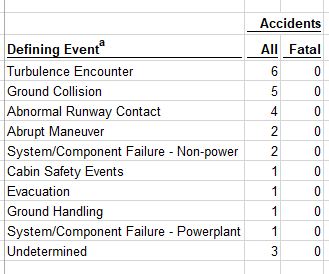 Accidents
Defining Event^a All Fatal
Turbulence Encounter 6 0
Ground Collision 5 0
Abnormal Runway Contact 4 0
Abrupt Maneuver 2 0
System/Component Failure - Non-power 2 0
Cabin Safety Events 1 0
Evacuation 1 0
Ground Handling 1 0
System/Component Failure - Powerplant 1 0
Undetermined 3 0